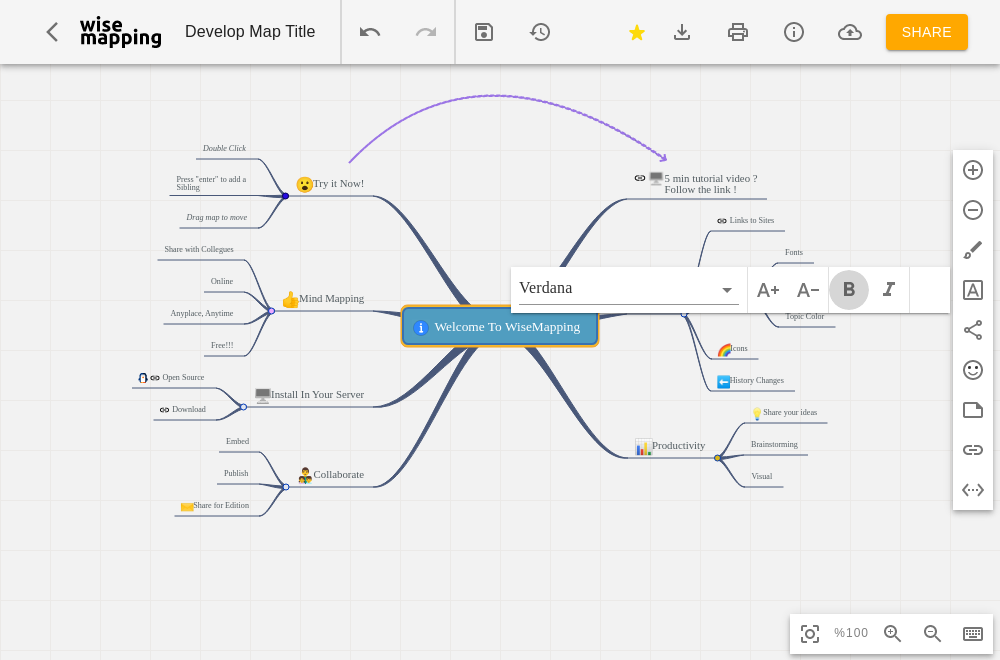 wise
mapping
Develop Map Title
SHARE
Double Click
Press "enter" to add a
Sibling
Drag map to move
😮Try it Now!
5 min tutorial video ?
Follow the link !
Links to Sites
Fonts
Topic Color
Share with Collegues
Online
Anyplace, Anytime
Free!!!
👍Mind Mapping
Verdana
A+
A-
B
I
A
Welcome To WiseMapping
🌈Icons
⬅️History Changes
Open Source
Download
🖥️Install In Your Server
Embed
Publish
✉️Share for Edition
Collaborate
📊Productivity
💡Share your ideas
Brainstorming
Visual
%100